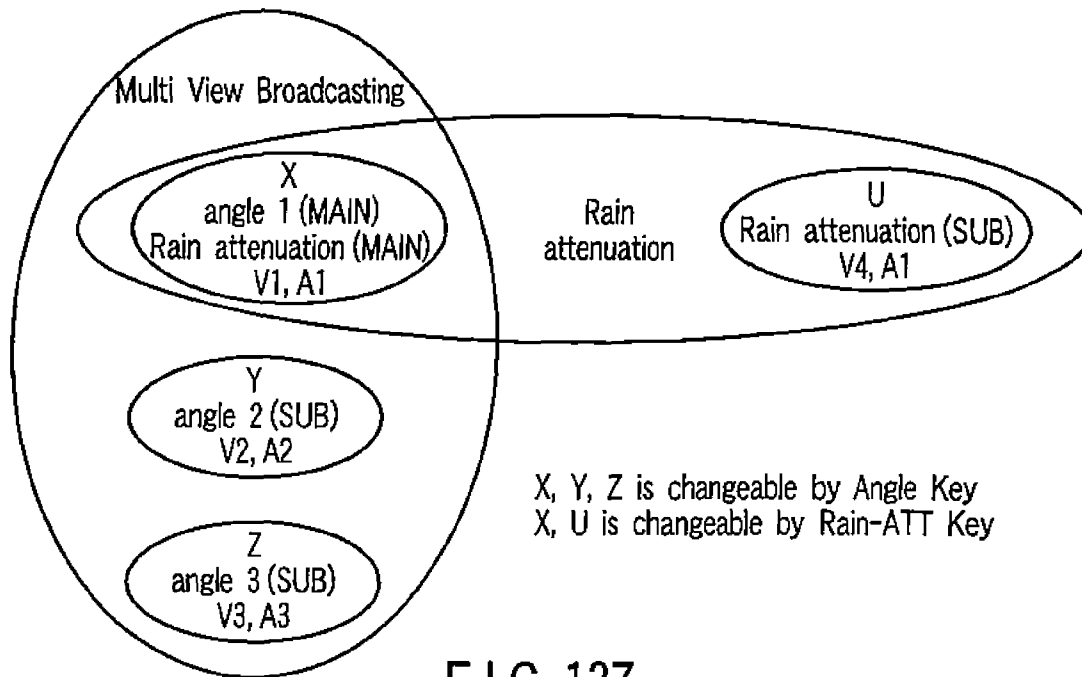 Multi View Broadcasting
X
angle 1 (MAIN)
Rain attenuation (MAIN)
V1, A1
Rain
attenuation
U
Rain attenuation (SUB)
V4, A1
Y
angle 2 (SUB)
V2, A2
Z
angle 3 (SUB)
V3, A3
X, Y, Z is changeable by Angle Key
X, U is changeable by Rain-ATT Key